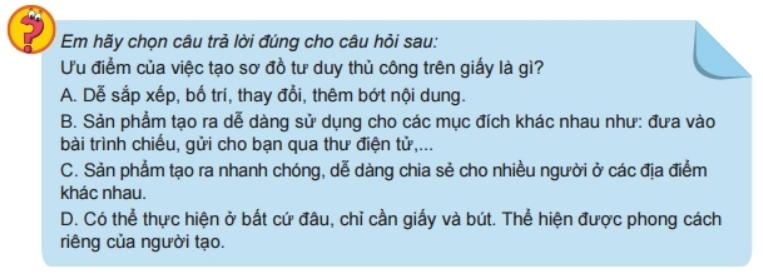 Em hãy chọn câu trả lời đúng cho câu hỏi sau:
Ưu điểm của việc tạo sơ đồ tư duy thủ công trên giấy là gì?
A. Dễ sắp xếp, bố trí, thay đổi, thêm bớt nội dung.
B. Sản phẩm tạo ra dễ dàng sử dụng cho các mục đích khác nhau như: đưa vào
bài trình chiếu, gửi cho bạn qua thư điện tử,...
C. Sản phẩm tạo ra nhanh chóng, dễ dàng chia sẻ cho nhiều người ở các địa điểm
khác nhau.
D. Có thể thực hiện ở bất cứ đâu, chỉ cần giấy và bút. Thể hiện được phong cách
riêng của người tạo.